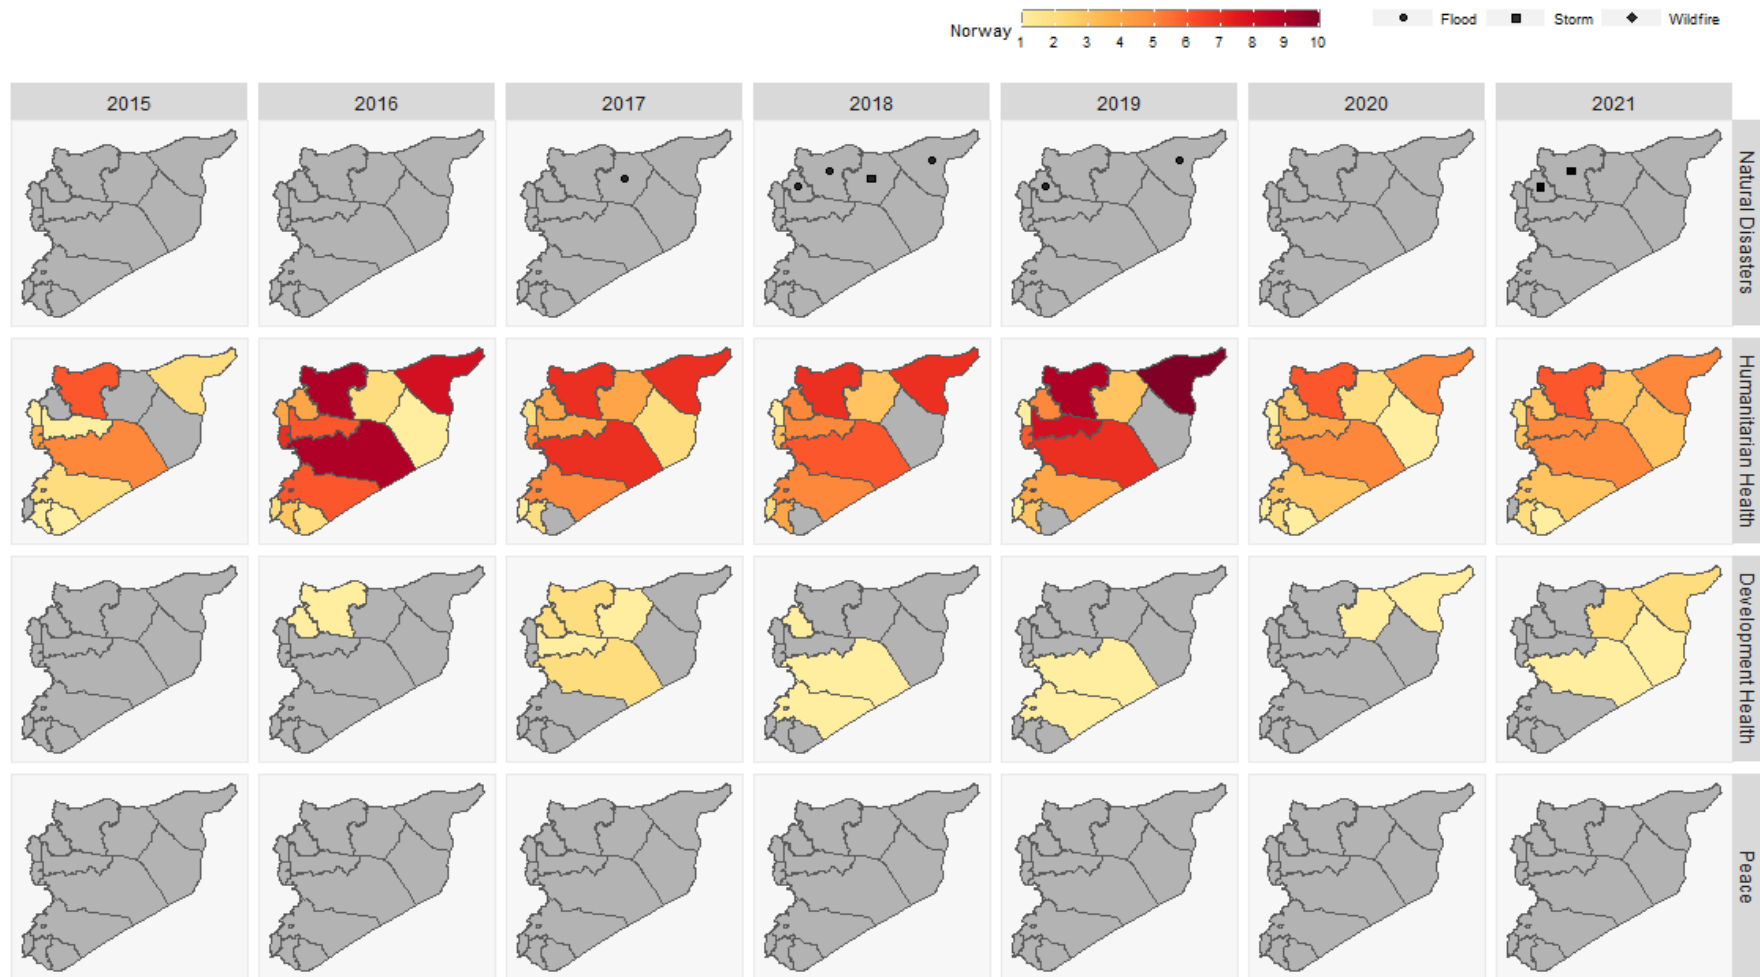 Norway
1 2 3 4 5 6 7 8 9 10
Flood Storm Wildfire
2015 2016 2017 2018 2019 2020 2021
Natural Disasters
Humanitarian Health
Development Health
Peace